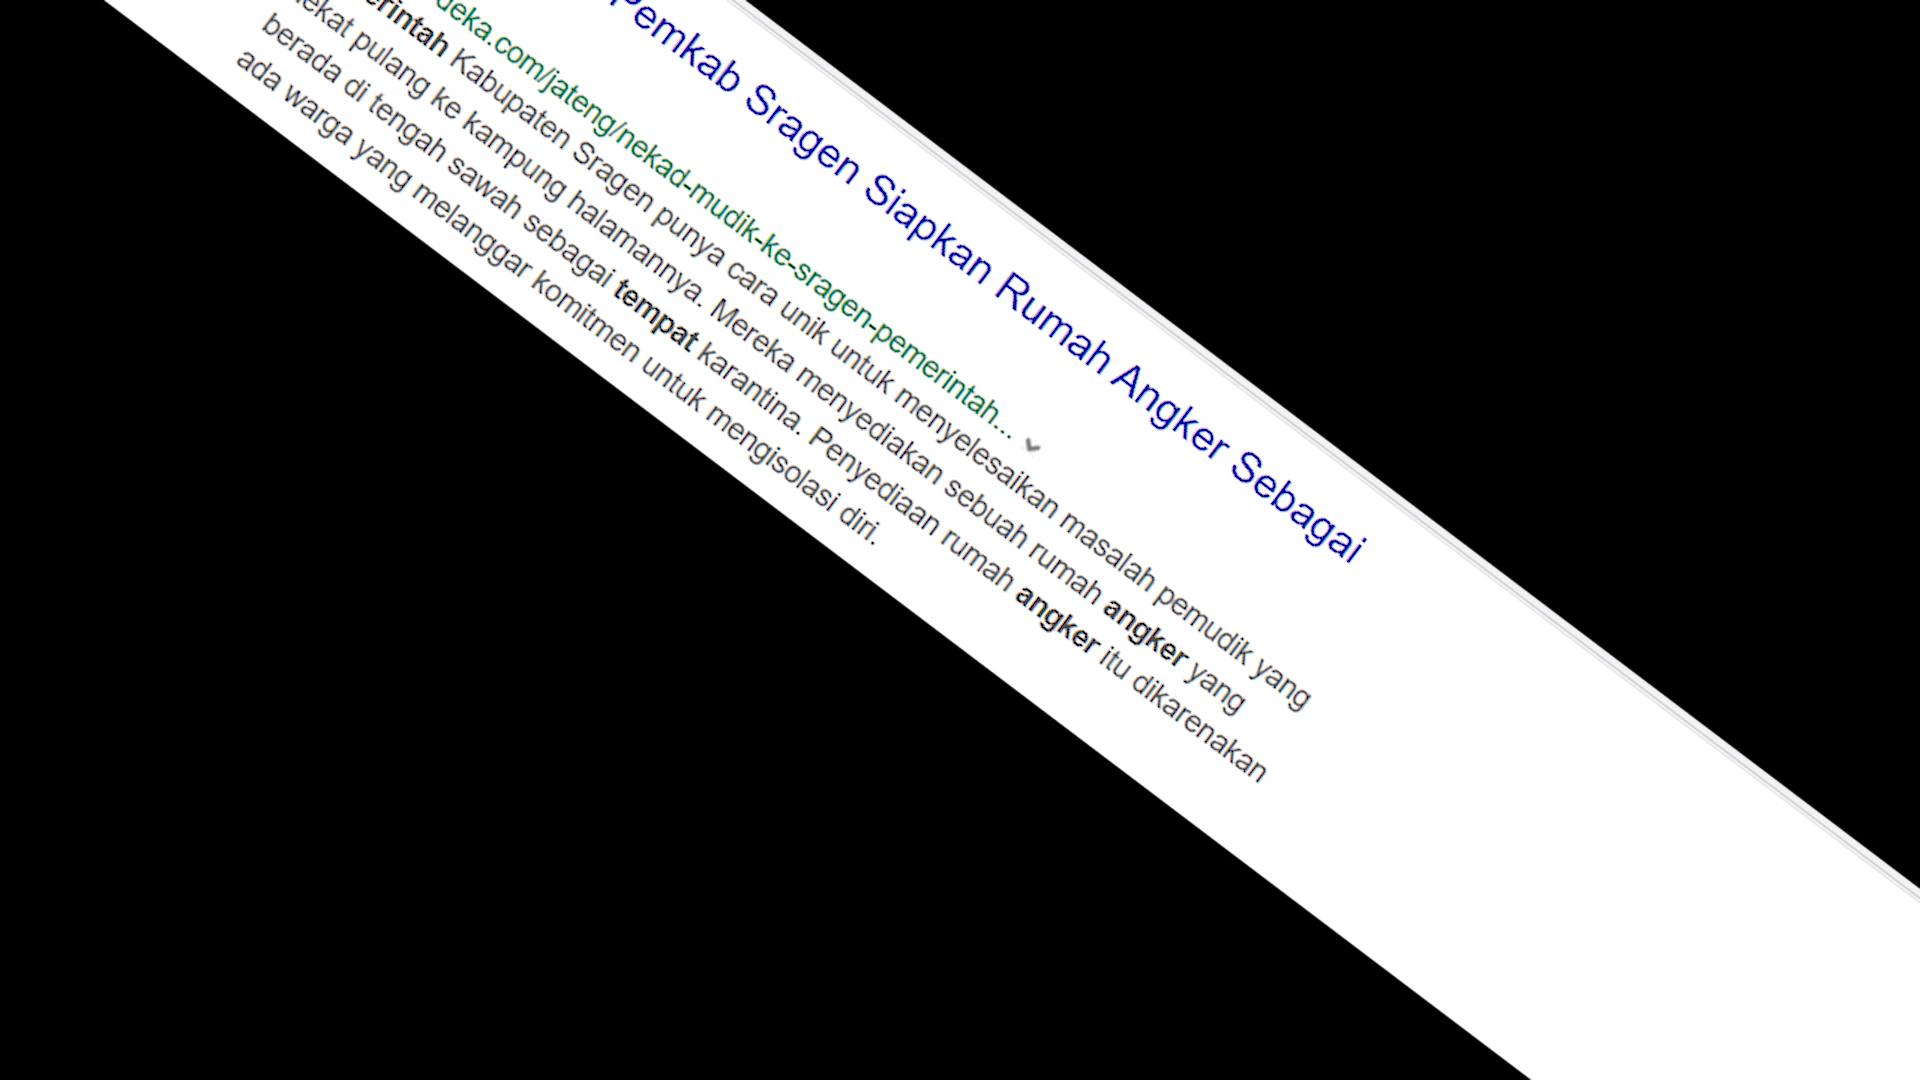 Pemkab Sragen Siapkan Rumah Angker Sebagai
deka.com/jateng/nekad-mudik-ke-sragen-pemerintah...
erintah Kabupaten Sragen punya cara unik untuk menyelesaikan masalah pemudik yang
ekat pulang ke kampung halamannya. Mereka menyediakan sebuah rumah angker yang
berada di tengah sawah sebagai tempat karantina. Penyediaan rumah angker itu dikarenakan
ada warga yang melanggar komitmen untuk mengisolasi diri.